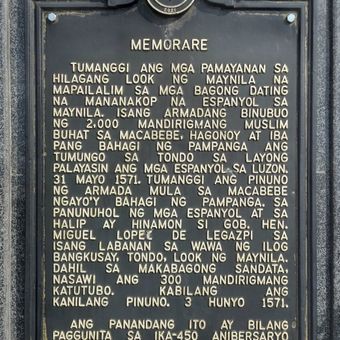 2021
MEMORARE
TUMANGGI ANG MGA PAMAYANAN SA
HILAGANG LOOK NG MAYNILA NA
MAPAILALIM SA MGA BAGONG DATING
NA MANANAKOP NA ESPANYOL SA
MAYNILA. ISANG ARMADANG BINUBUO
NG 2,000 MANDIRIGMANG MUSLIM
BUHAT SA MACABEBE, HAGONOY AT IBA
PANG BAHAGI NG PAMPANGA ANG
TUMUNGO SA TONDO SA LAYONG
PALAYASIN ANG MGA ESPANYOL SA LUZON,
31 MAYO 1571. TUMANGGI ANG PINUNO
NG ARMADA MULA SA MACABEBE
NGAYO'Y BAHAGI NG PAMPANGA, SA
PANUNUHOL NG MGA ESPANYOL AT SA
HALIP AY HINAMON SI GOB. HEN.
MIGUEL LOPEZ DE LEGAZPI SA
ISANG LABANAN SA WAWA NG ILOG
BANGKUSAY, TONDO, LOOK NG MAYNILA.
DAHIL SA MAKABAGONG SANDATA,
NASAWI ANG 300 MANDIRIGMANG
KATUTUBO, KABILANG ANG
KANILANG PINUNO, 3 HUNYO 1571.
ANG PANANDANG ITO AY BILANG
PAGGUNITA SA IKA-450 ANIBERSARYO